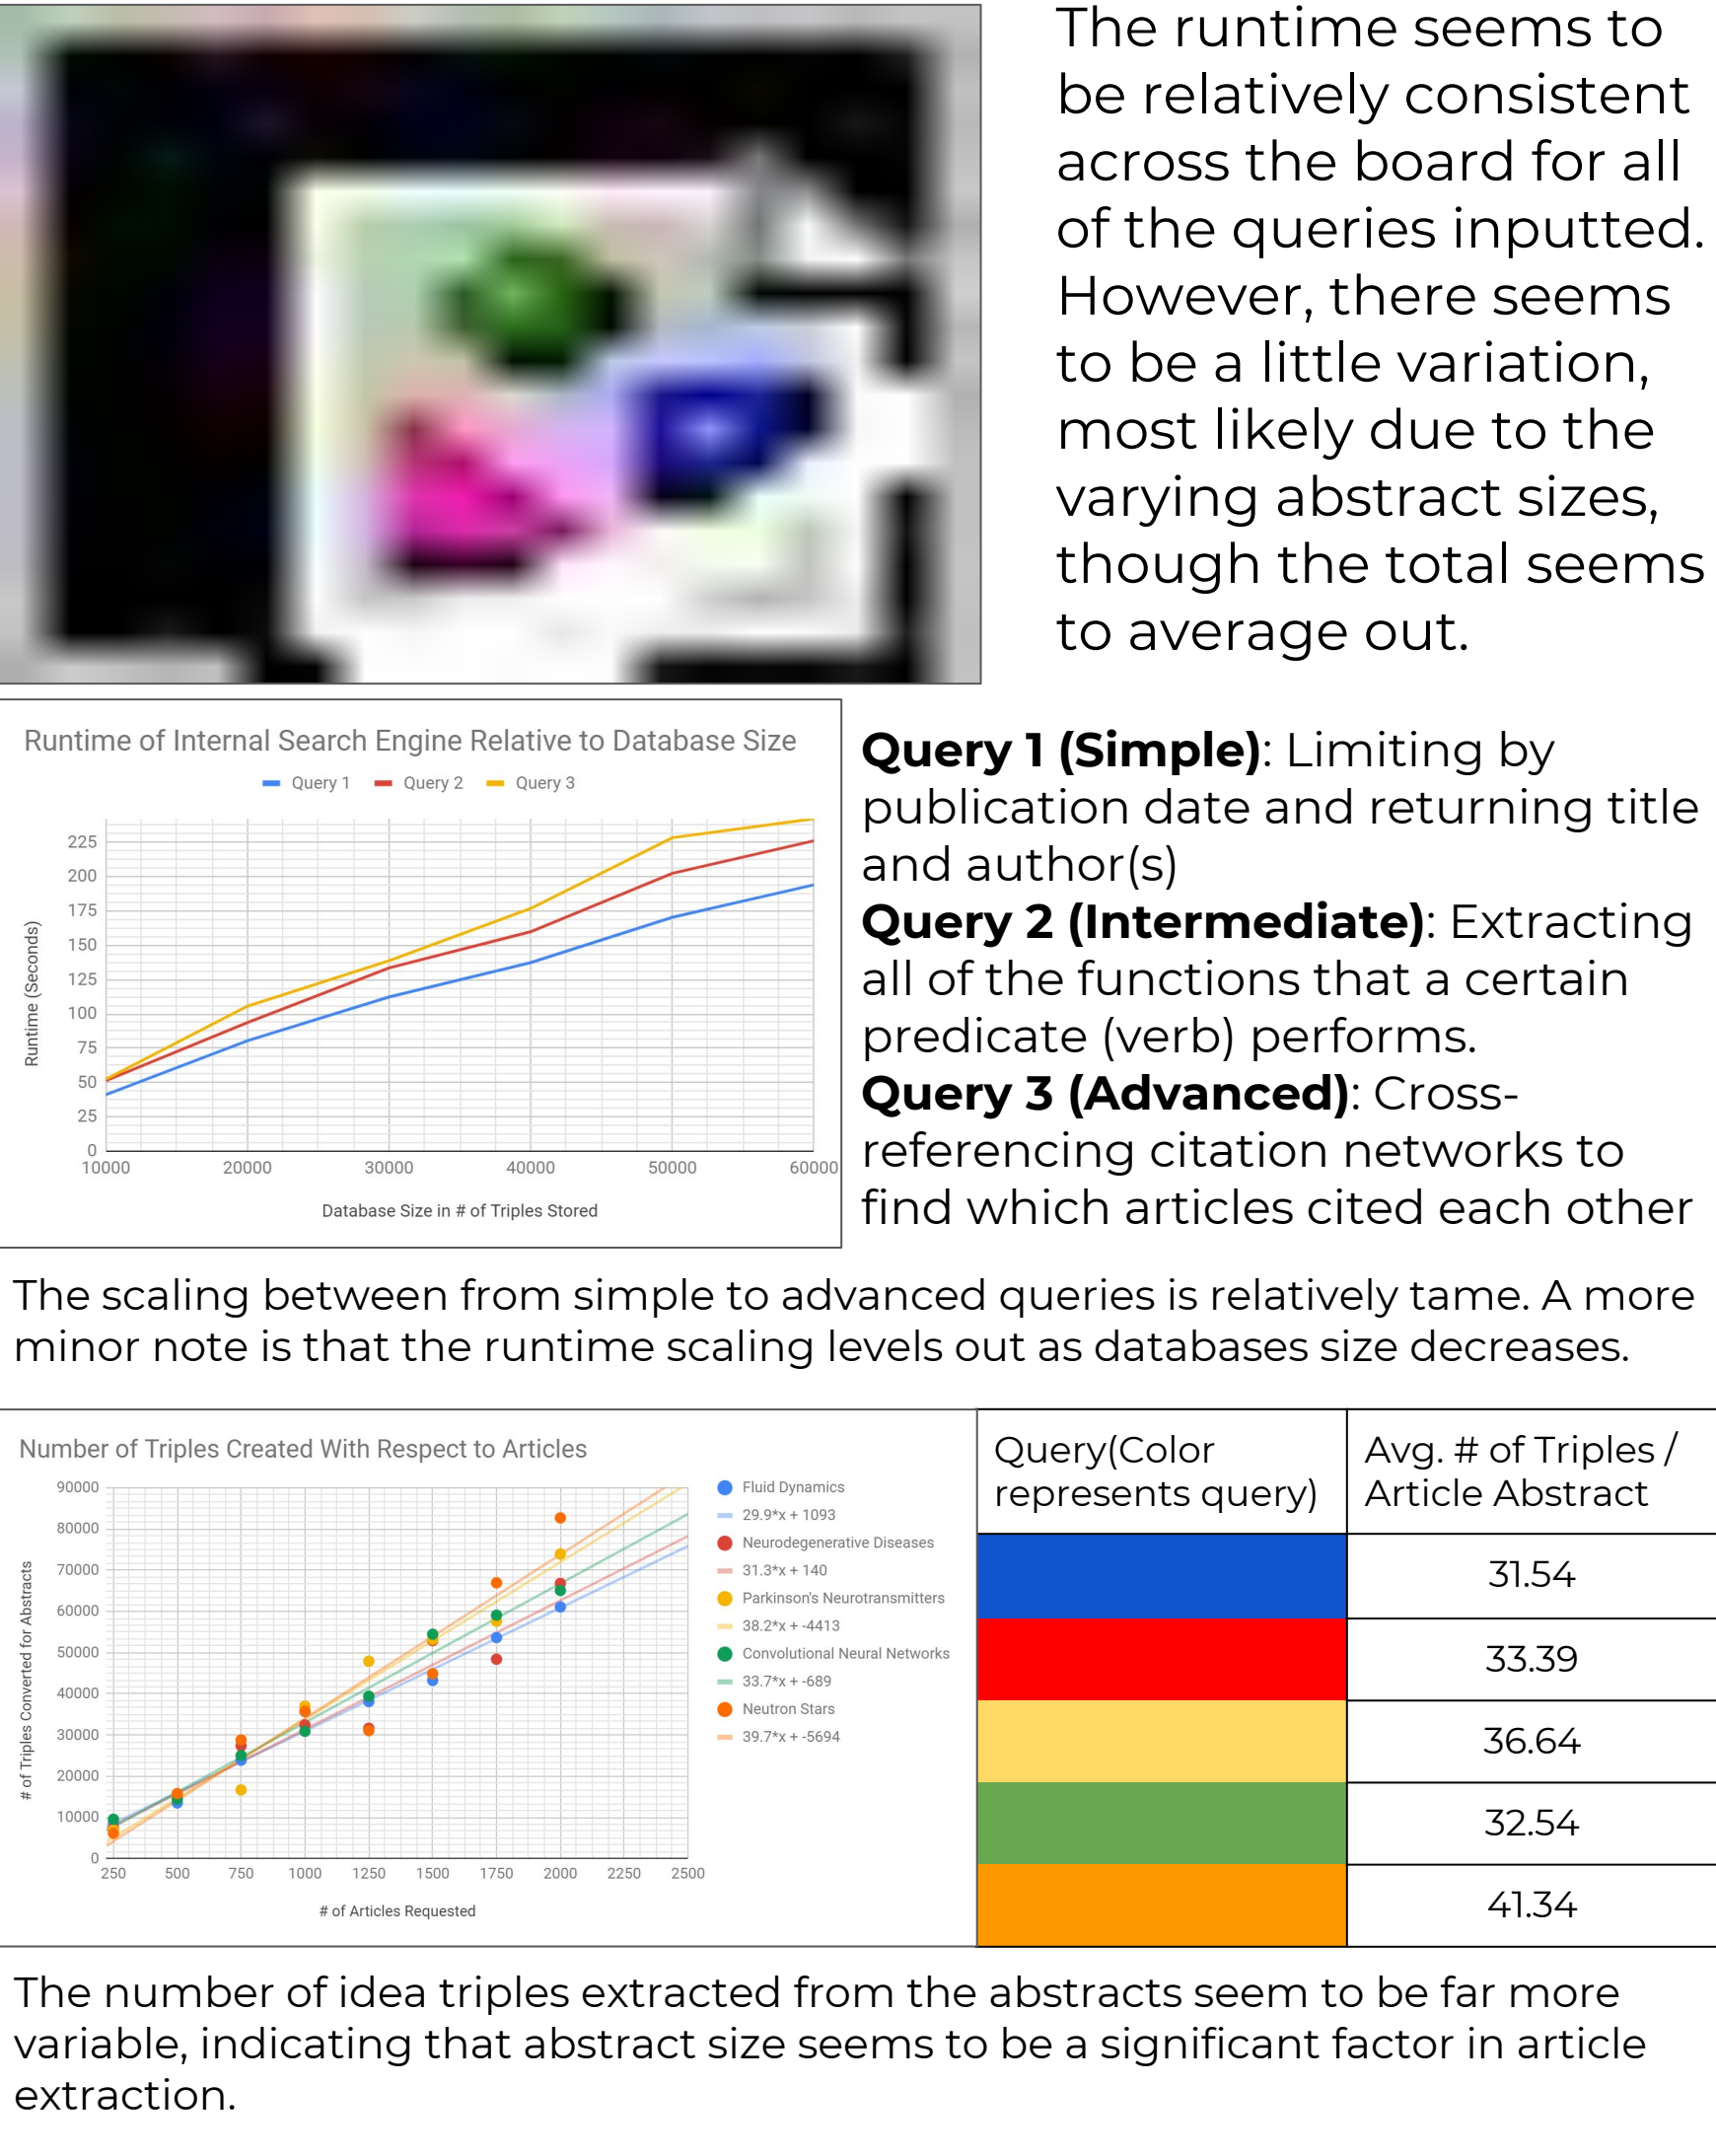 The runtime seems to
be relatively consistent
across the board for all
of the queries inputted.
However, there seems
to be a little variation,
most likely due to the
varying abstract sizes,
though the total seems
to average out.
Runtime of Internal Search Engine Relative to Database Size
Query 1 Query 2 Query 3
225
200
175
150
125
100
75
50
25
0
Runtime (Seconds)
10000 20000 30000 40000 50000 60000
Database Size in # of Triples Stored
Query 1 (Simple): Limiting by
publication date and returning title
and author(s)
Query 2 (Intermediate): Extracting
all of the functions that a certain
predicate (verb) performs.
Query 3 (Advanced): Cross-
referencing citation networks to
find which articles cited each other
The scaling between from simple to advanced queries is relatively tame. A more
minor note is that the runtime scaling levels out as databases size decreases.
Number of Triples Created With Respect to Articles
90000
80000
70000
60000
50000
40000
30000
20000
10000
0
# of Triples Converted for Abstracts
250 500 750 1000 1250 1500 1750 2000 2250 2500
# of Articles Requested
Fluid Dynamics
29.9*x + 1093
Neurodegenerative Diseases
31.3*x + 140
Parkinson's Neurotransmitters
38.2*x + -4413
Convolutional Neural Networks
33.7*x + -689
Neutron Stars
39.7*x + -5694
Query(Color
represents query)
Avg. # of Triples /
Article Abstract
31.54
33.39
36.64
32.54
41.34
The number of idea triples extracted from the abstracts seem to be far more
variable, indicating that abstract size seems to be a significant factor in article
extraction.